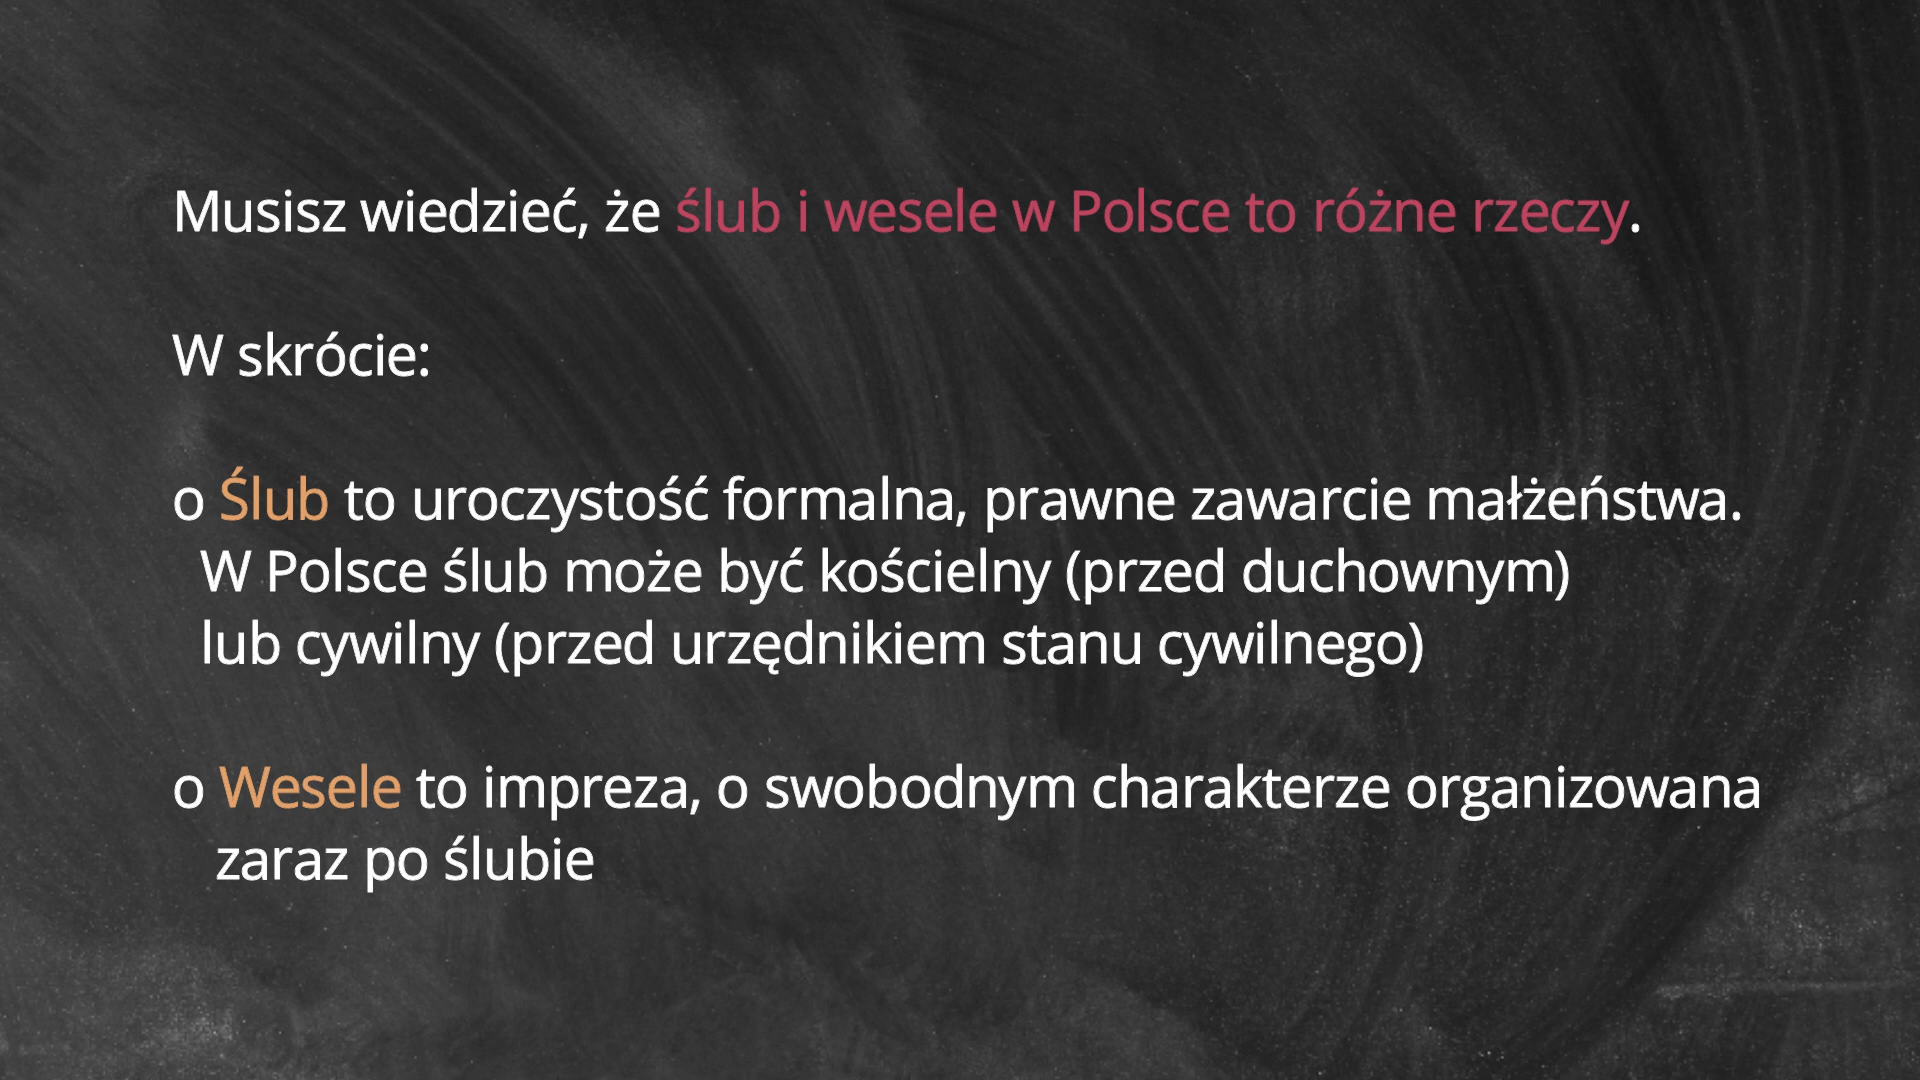 Musisz wiedzieć, że ślub i wesele w Polsce to różne rzeczy.
W skrócie:
o Ślub to uroczystość formalna, prawne zawarcie małżeństwa.
W Polsce ślub może być kościelny (przed duchownym)
lub cywilny (przed urzędnikiem stanu cywilnego)
o Wesele to impreza, o swobodnym charakterze organizowana
zaraz po ślubie